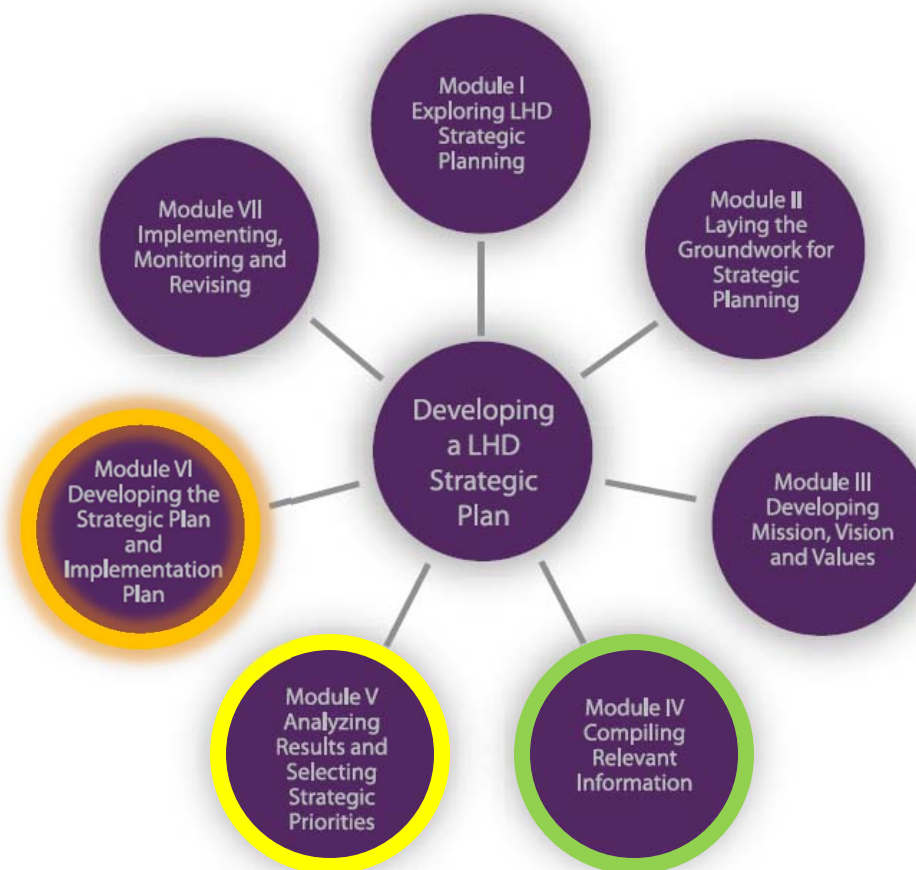 Module I
Exploring LHD
Strategic
Planning
Module II
Laying the
Groundwork for
Strategic
Planning
Module III
Developing
Mission, Vision
and Values
Module IV
Compiling
Relevant
Information
Module V
Analyzing
Results and
Selecting
Strategic
Priorities
Module VI
Developing the
Strategic Plan
and
Implementation
Plan
Module VII
Implementing,
Monitoring and
Revising
Developing
a LHD
Strategic
Plan